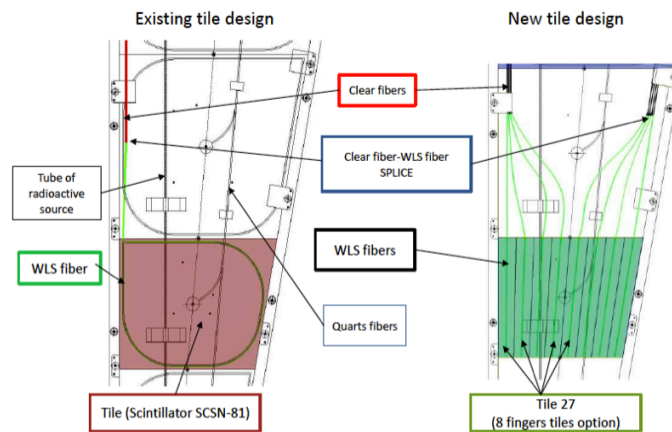 Existing tile design
New tile design
Clear fibers
Clear fiber-WLS fiber
SPLICE
Tube of
radioactive
source
WLS fibers
WLS fiber
Quarts fibers
Tile (Scintillator SCSN-81)
Tile 27
(8 fingers tiles option)